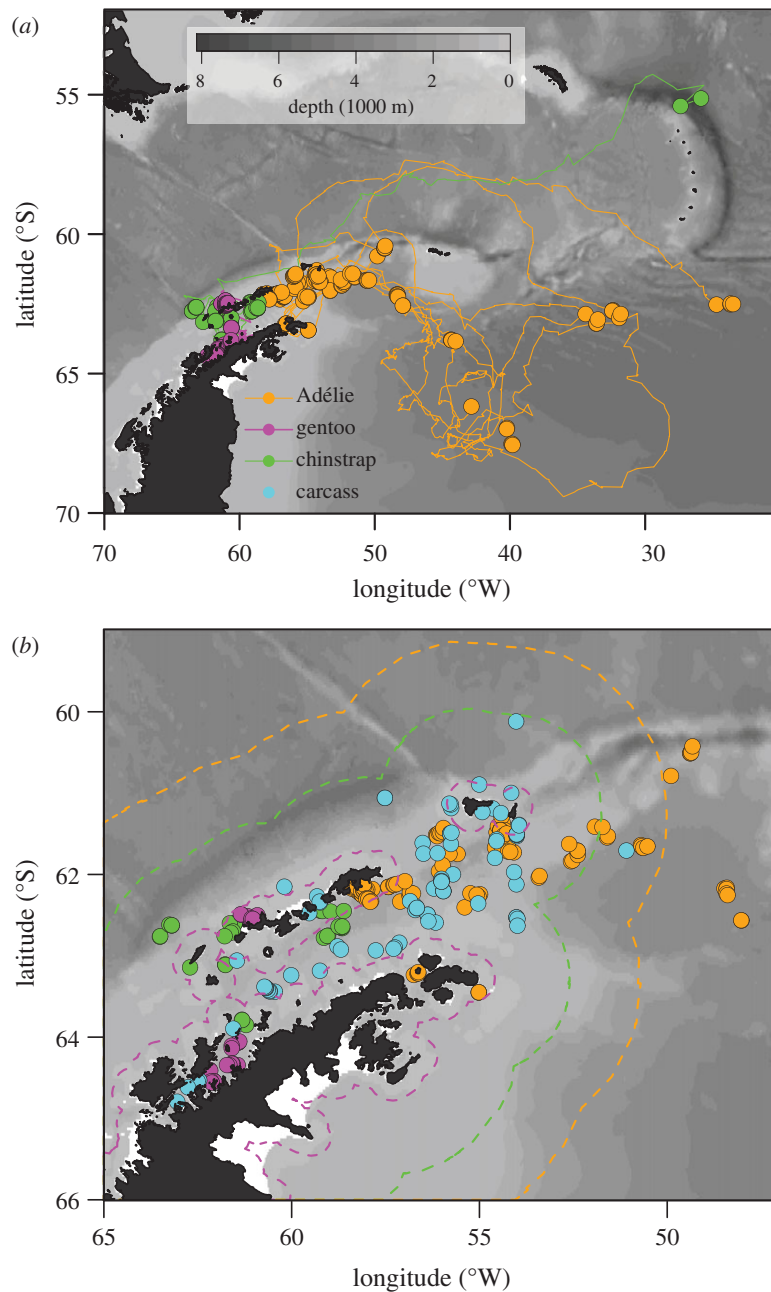 (a)
8 6 4 2 0
depth (1000 m)
55
60
65
70
latitude (°S)
Adélie
gentoo
chinstrap
carcass
70 60 50 40 30
longitude (°W)
(b)
60
62
64
66
latitude (°S)
65 60 55 50
longitude (°W)